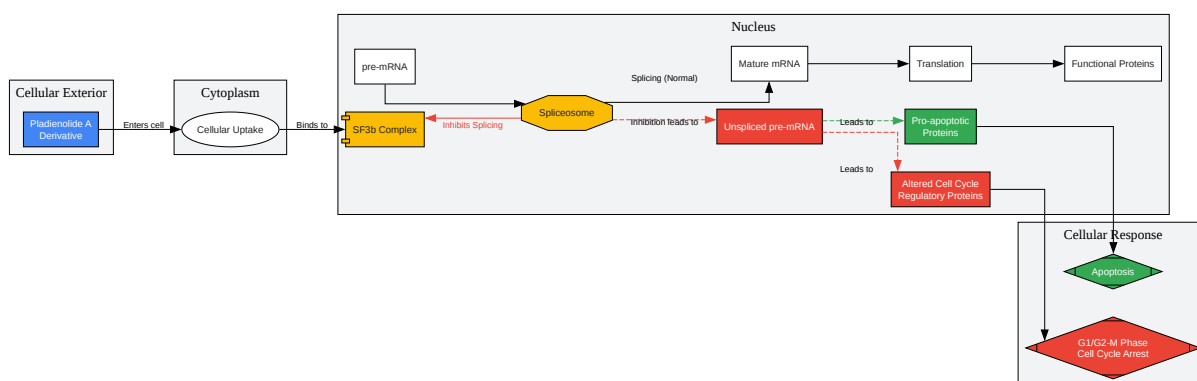 Nucleus
pre-mRNA
Mature mRNA
Translation
Functional Proteins
Splicing (Normal)
Cellular Exterior
Cytoplasm
Pladienolide A
Derivative
Enters cell
Cellular Uptake
Binds to
SF3b Complex
Inhibits Splicing
Spliceosome
Inhibition leads to
Unspliced pre-mRNA
Leads to
Pro-apoptotic
Proteins
Leads to
Altered Cell Cycle
Regulatory Proteins
Cellular Response
Apoptosis
G1/G2-M Phase
Cell Cycle Arrest